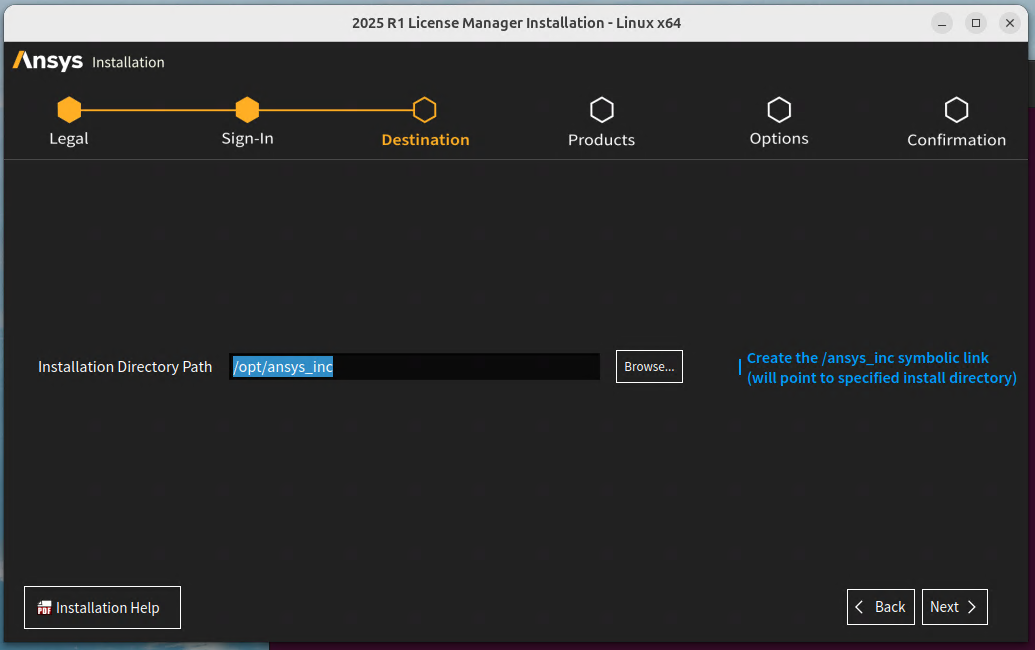 2025 R1 License Manager Installation - Linux x64
Ansys Installation
Legal
Sign-In
Destination
Products
Options
Confirmation
Installation Directory Path
/opt/ansys_inc
Browse...
Create the /ansys_inc symbolic link
(will point to specified install directory)
PDF Installation Help
Back
Next